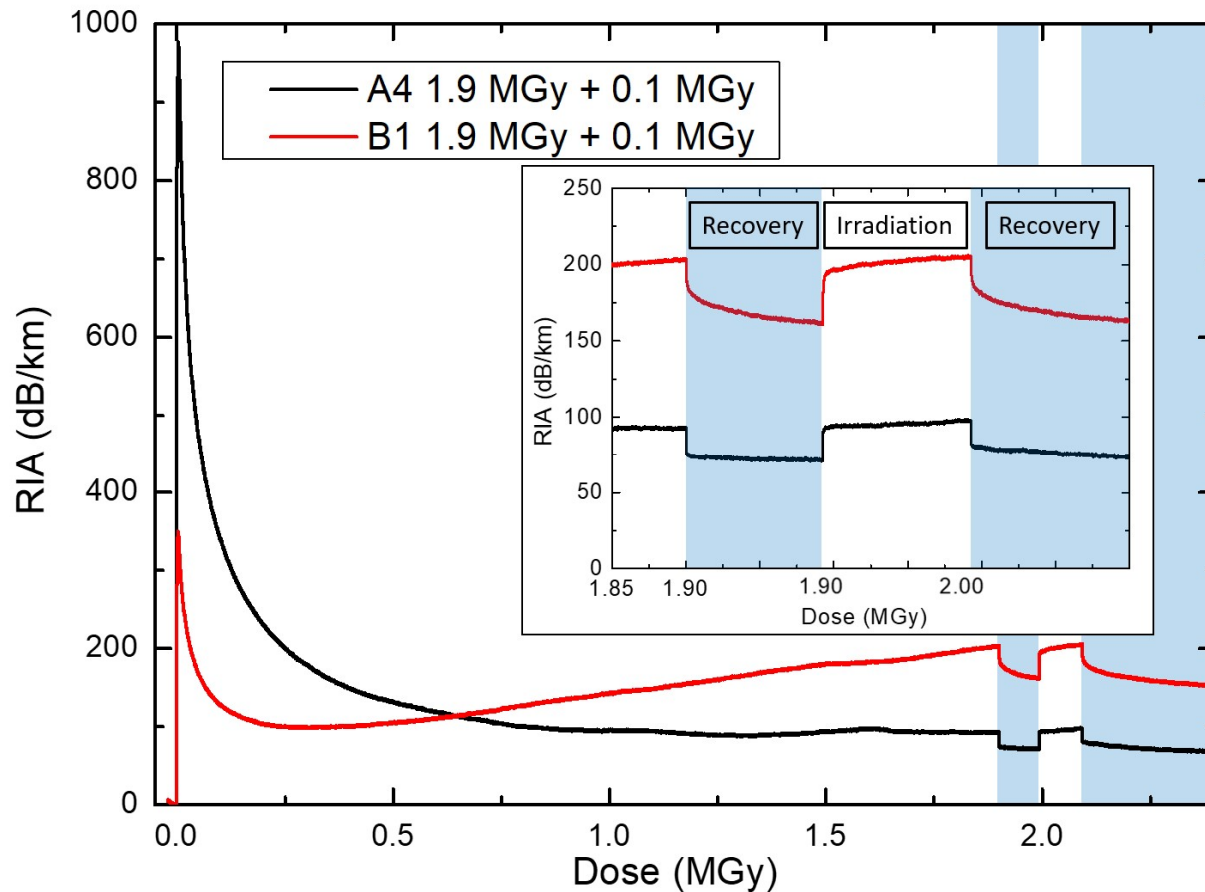 1000
800
600
400
200
0
RIA (dB/km)
A4 1.9 MGy + 0.1 MGy
B1 1.9 MGy + 0.1 MGy
250
200
150
100
50
0
RIA (dB/km)
Recovery Irradiation Recovery
1.85 1.90 1.90 2.00
Dose (MGy)
0.0 0.5 1.0 1.5 2.0
Dose (MGy)